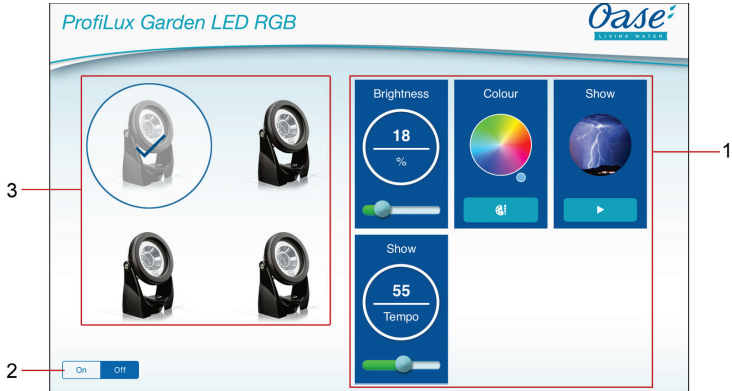 ProfiLux Garden LED RGB
Oase
LIVING WATER
Brightness
18
%
Colour
Show
Show
55
Tempo
On Off
1
2
3